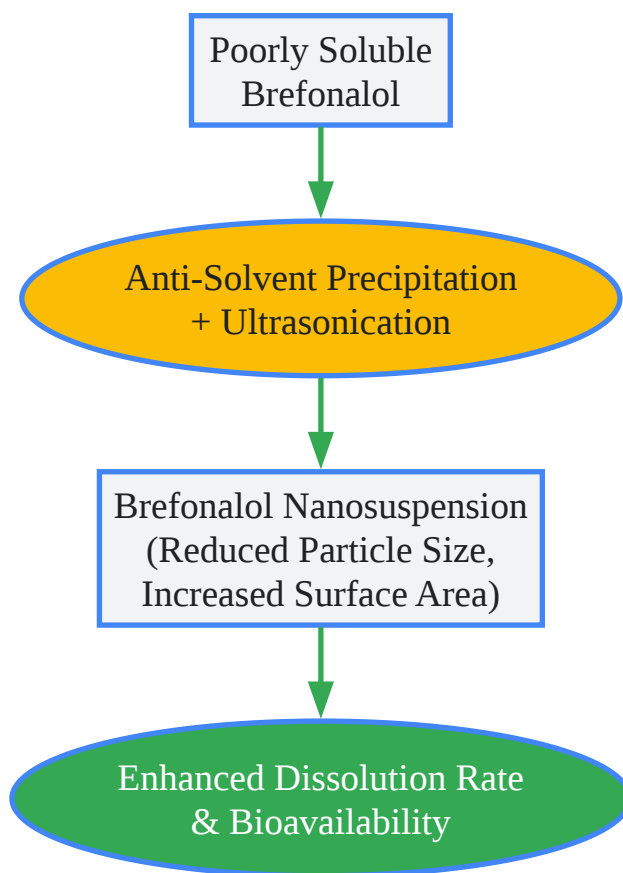 Poorly Soluble
Brefonalol
Anti-Solvent Precipitation
+ Ultrasonication
Brefonalol Nanosuspension
(Reduced Particle Size,
Increased Surface Area)
Enhanced Dissolution Rate
& Bioavailability